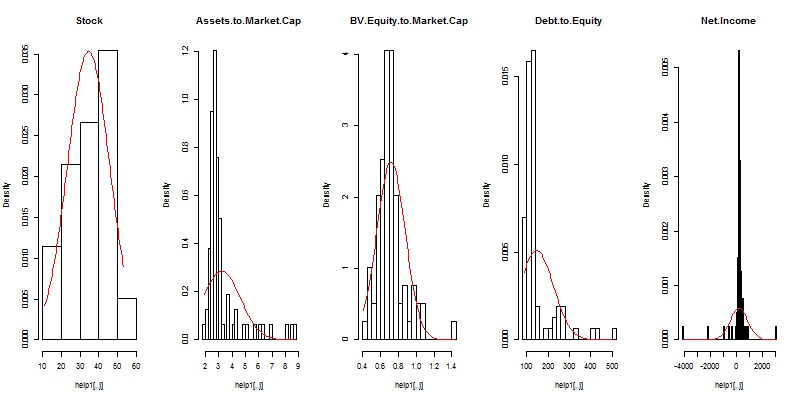 Stock
Density
0.000 0.005 0.010 0.015 0.020 0.025 0.030 0.035
10 20 30 40 50 60
help1[, j]
Assets.to.Market.Cap
Density
0.0 0.2 0.4 0.6 0.8 1.0 1.2
2 3 4 5 6 7 8 9
help1[, j]
BV.Equity.to.Market.Cap
Density
0 1 2 3 4
0.4 0.6 0.8 1.0 1.2 1.4
help1[, j]
Debt.to.Equity
Density
0.000 0.005 0.010 0.015
100 200 300 400 500
help1[, j]
Net.Income
Density
0.000 0.001 0.002 0.003 0.004 0.005
-4000 -2000 0 2000
help1[, j]